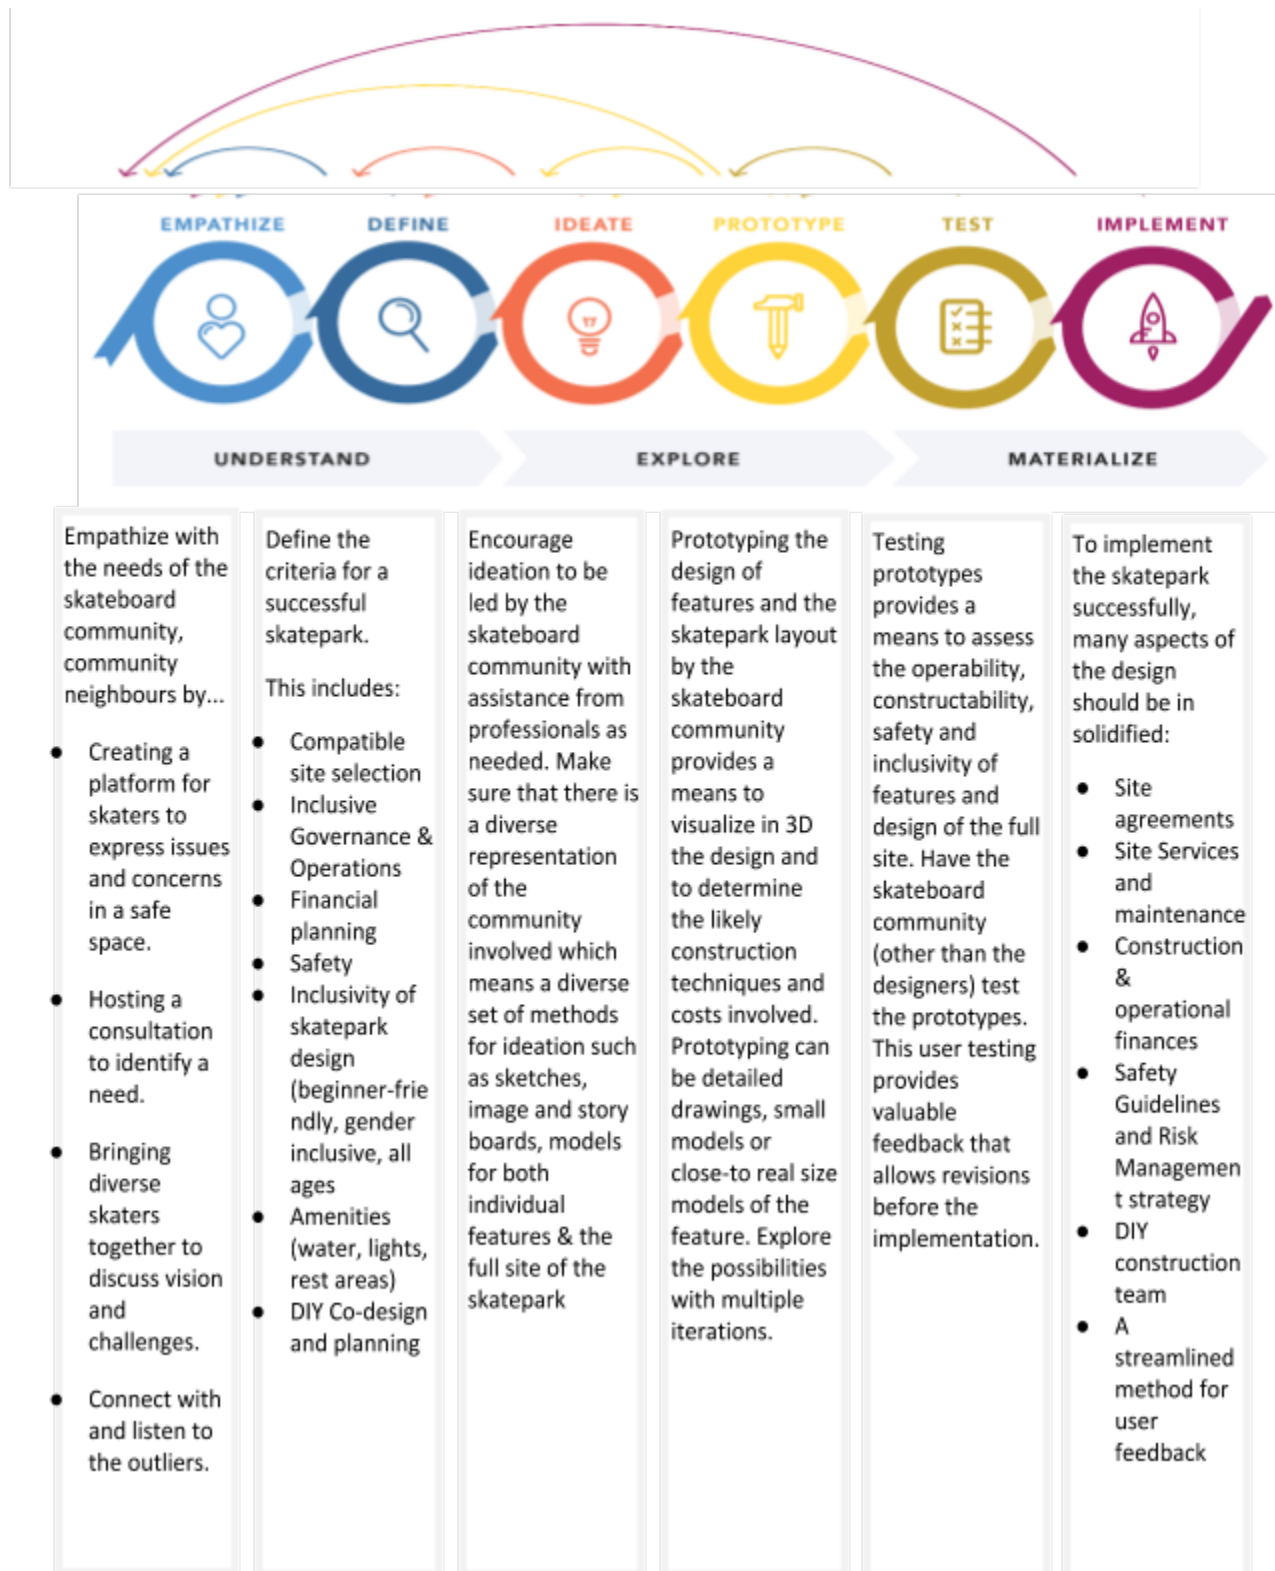 EMPATHIZE
DEFINE
IDEATE
PROTOTYPE
TEST
IMPLEMENT
UNDERSTAND
EXPLORE
MATERIALIZE
Empathize with
the needs of the
skateboard
community,
community
neighbours by...
● Creating a
platform for
skaters to
express issues
and concerns
in a safe
space.
● Hosting a
consultation
to identify a
need.
● Bringing
diverse
skaters
together to
discuss vision
and
challenges.
● Connect with
and listen to
the outliers.
Define the
criteria for a
successful
skatepark.
This includes:
● Compatible
site selection
● Inclusive
Governance &
Operations
● Financial
planning
● Safety
● Inclusivity of
skatepark
design
(beginner-frie
ndly, gender
inclusive, all
ages
● Amenities
(water, lights,
rest areas)
● DIY Co-design
and planning
Encourage
ideation to be
led by the
skateboard
community with
assistance from
professionals as
needed. Make
sure that there is
a diverse
representation
of the
community
involved which
means a diverse
set of methods
for ideation such
as sketches,
image and story
boards, models
for both
individual
features & the
full site of the
skatepark
Prototyping the
design of
features and the
skatepark layout
by the
skateboard
community
provides a
means to
visualize in 3D
the design and
to determine
the likely
construction
techniques and
costs involved.
Prototyping can
be detailed
drawings, small
models or
close-to real size
models of the
feature. Explore
the possibilities
with multiple
iterations.
Testing
prototypes
provides a
means to assess
the operability,
constructability,
safety and
inclusivity of
features and
design of the full
site. Have the
skateboard
community
(other than the
designers) test
the prototypes.
This user testing
provides
valuable
feedback that
allows revisions
before the
implementation.
To implement
the skatepark
successfully,
many aspects of
the design
should be in
solidified:
● Site
agreements
● Site Services
and
maintenance
● Construction
&
operational
finances
● Safety
Guidelines
and Risk
Managemen
t strategy
● DIY
construction
team
● A
streamlined
method for
user
feedback